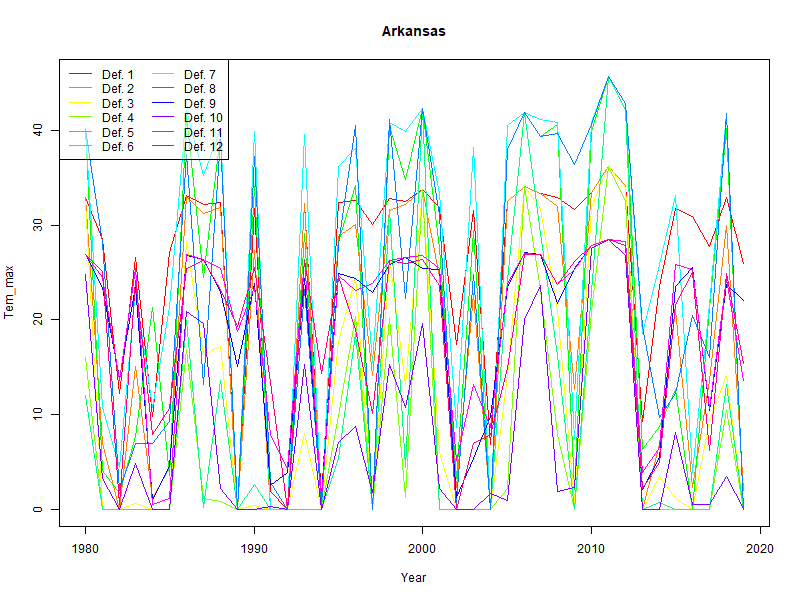 Arkansas
Def. 1 Def. 7
Def. 2 Def. 8
Def. 3 Def. 9
Def. 4 Def. 10
Def. 5 Def. 11
Def. 6 Def. 12
Tem_max
40
30
20
10
0
1980 1990 2000 2010 2020
Year